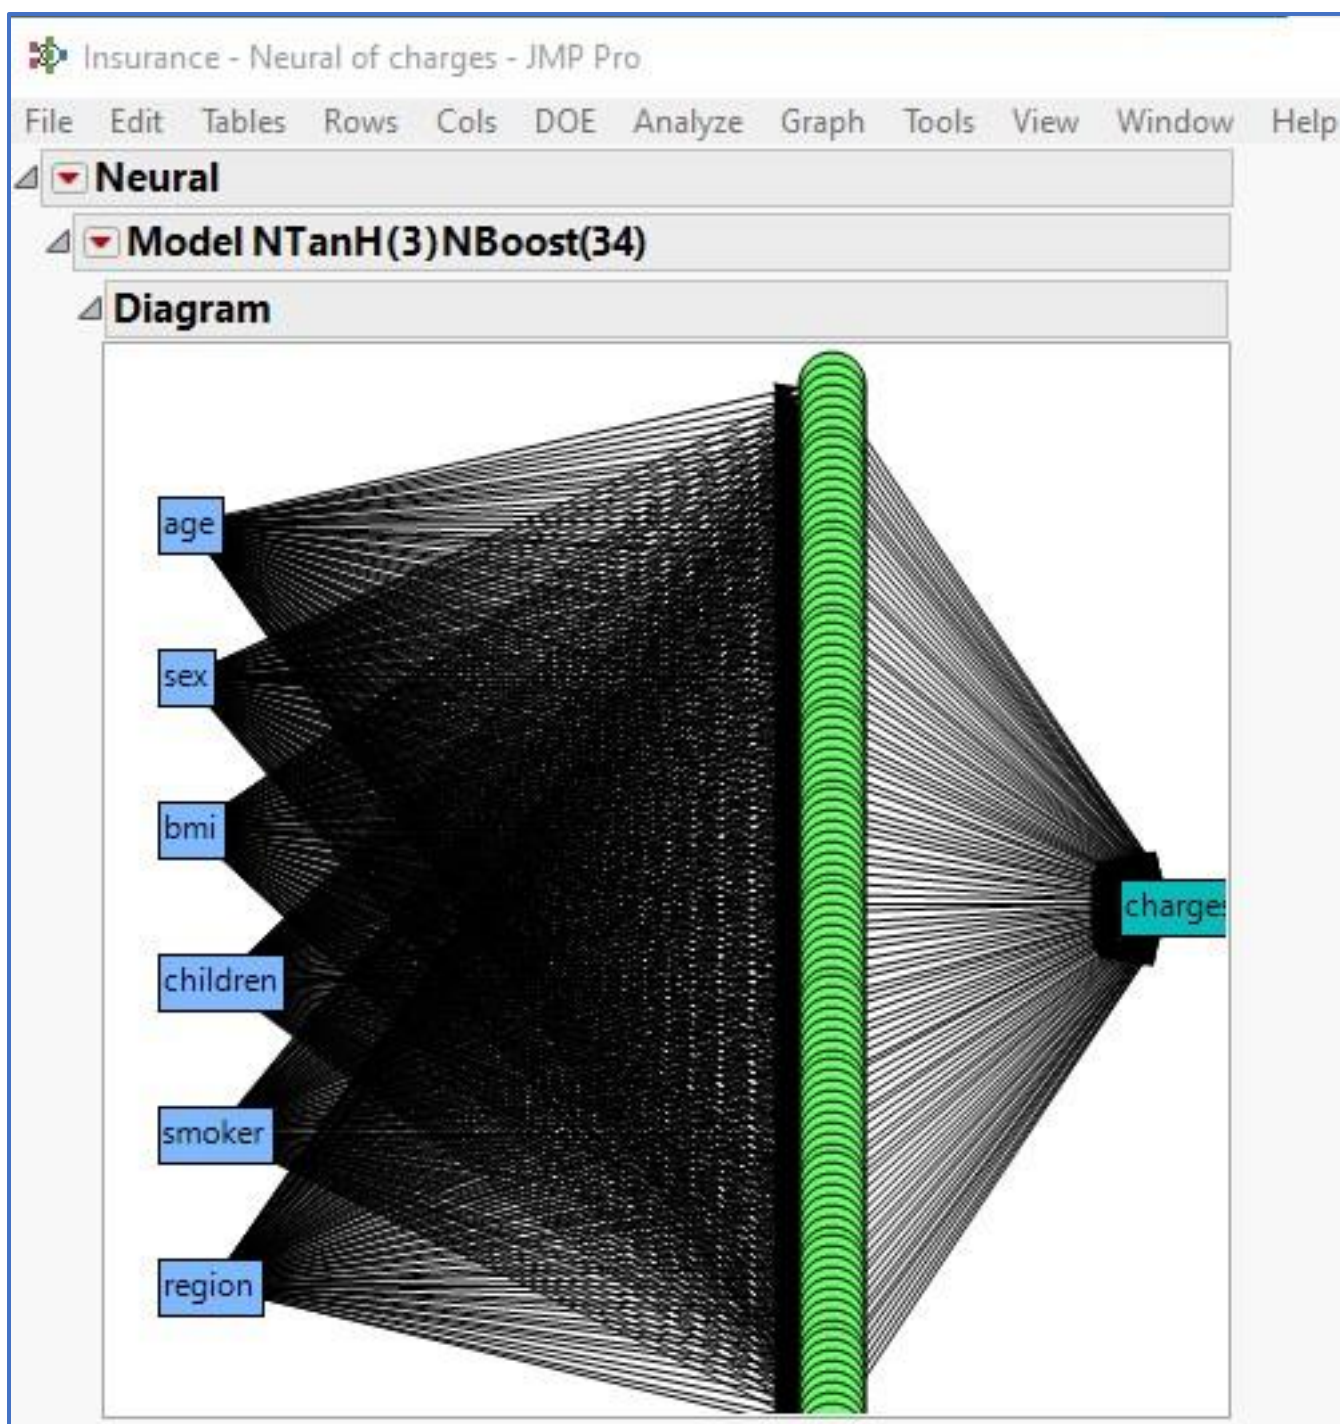 Insurance - Neural of charges - JMP Pro
File Edit Tables Rows Cols DOE Analyze Graph Tools View Window Help
Neural
Model NTanH(3)NBoost(34)
Diagram
age
sex
bmi
children
smoker
region
charges